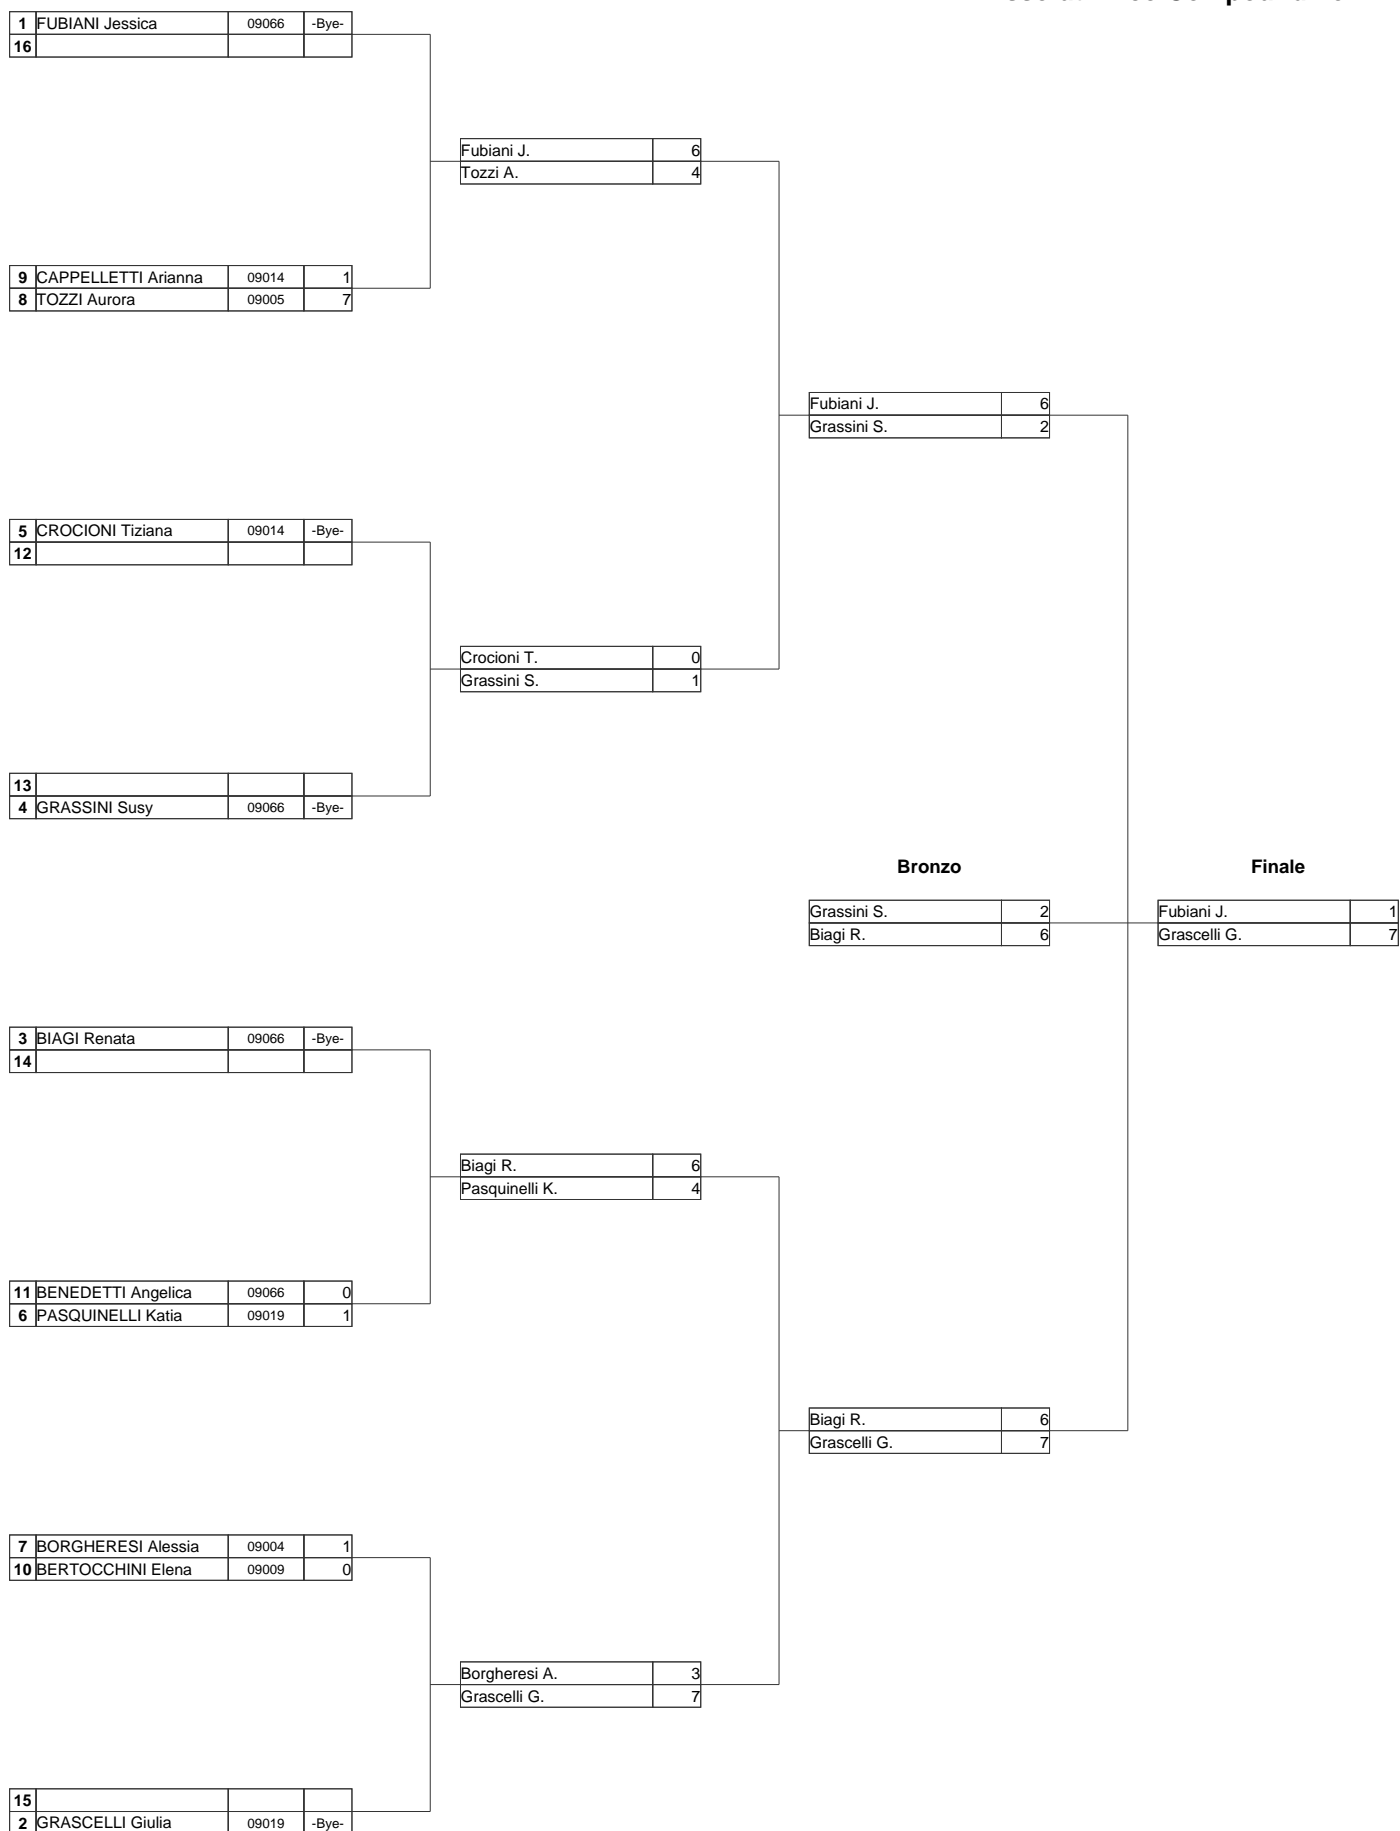 1 FUBIANI Jessica 09066 -Bye-
16
Fubiani J. 6
Tozzi A. 4
9 CAPPELLETTI Arianna 09014 1
8 TOZZI Aurora 09005 7
Fubiani J. 6
Grassini S. 2
5 CROCIONI Tiziana 09014 -Bye-
12
Crocioni T. 0
Grassini S. 1
13
4 GRASSINI Susy 09066 -Bye-
Bronzo Finale
Grassini S. 2 Fubiani J. 1
Biagi R. 6 Grascelli G. 7
3 BIAGI Renata 09066 -Bye-
14
Biagi R. 6
Pasquinelli K. 4
11 BENEDETTI Angelica 09066 0
6 PASQUINELLI Katia 09019 1
Biagi R. 6
Grascelli G. 7
7 BORGHERESI Alessia 09004 1
10 BERTOCCHINI Elena 09009 0
Borgheresi A. 3
Grascelli G. 7
15
2 GRASCELLI Giulia 09019 -Bye-